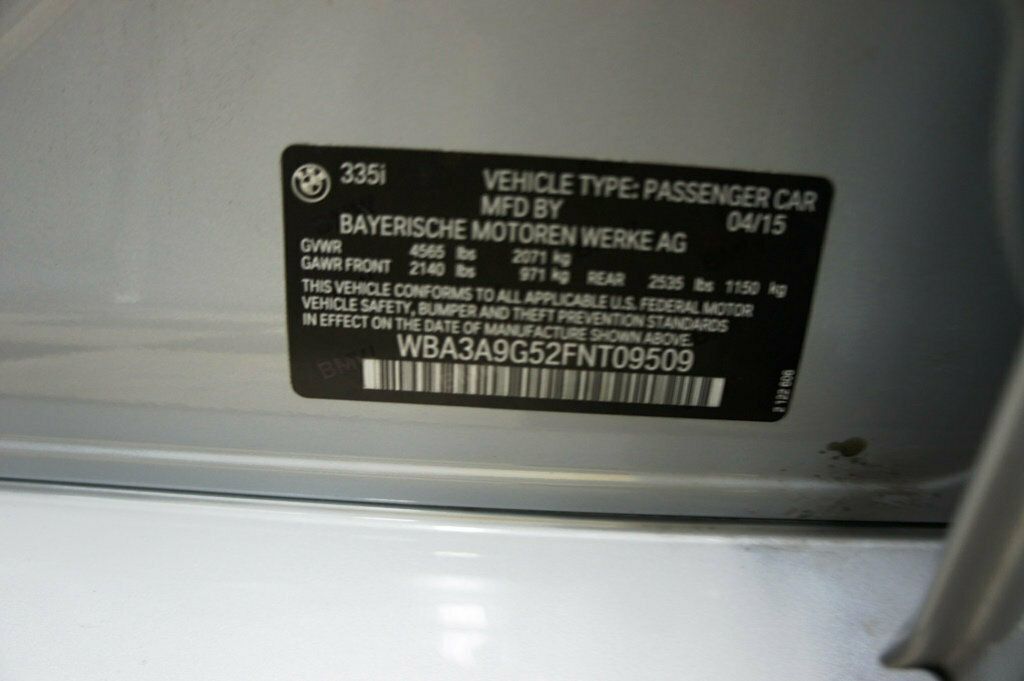 335i
VEHICLE TYPE: PASSENGER CAR
MFD BY 04/15
BAYERISCHE MOTOREN WERKE AG
GVWR 4565 lbs 2071 kg
GAWR FRONT 2140 lbs 971 kg REAR 2535 lbs 1150 kg
THIS VEHICLE CONFORMS TO ALL APPLICABLE U.S. FEDERAL MOTOR
VEHICLE SAFETY, BUMPER AND THEFT PREVENTION STANDARDS
IN EFFECT ON THE DATE OF MANUFACTURE SHOWN ABOVE.
WBA3A9G52FNT09509
BMW